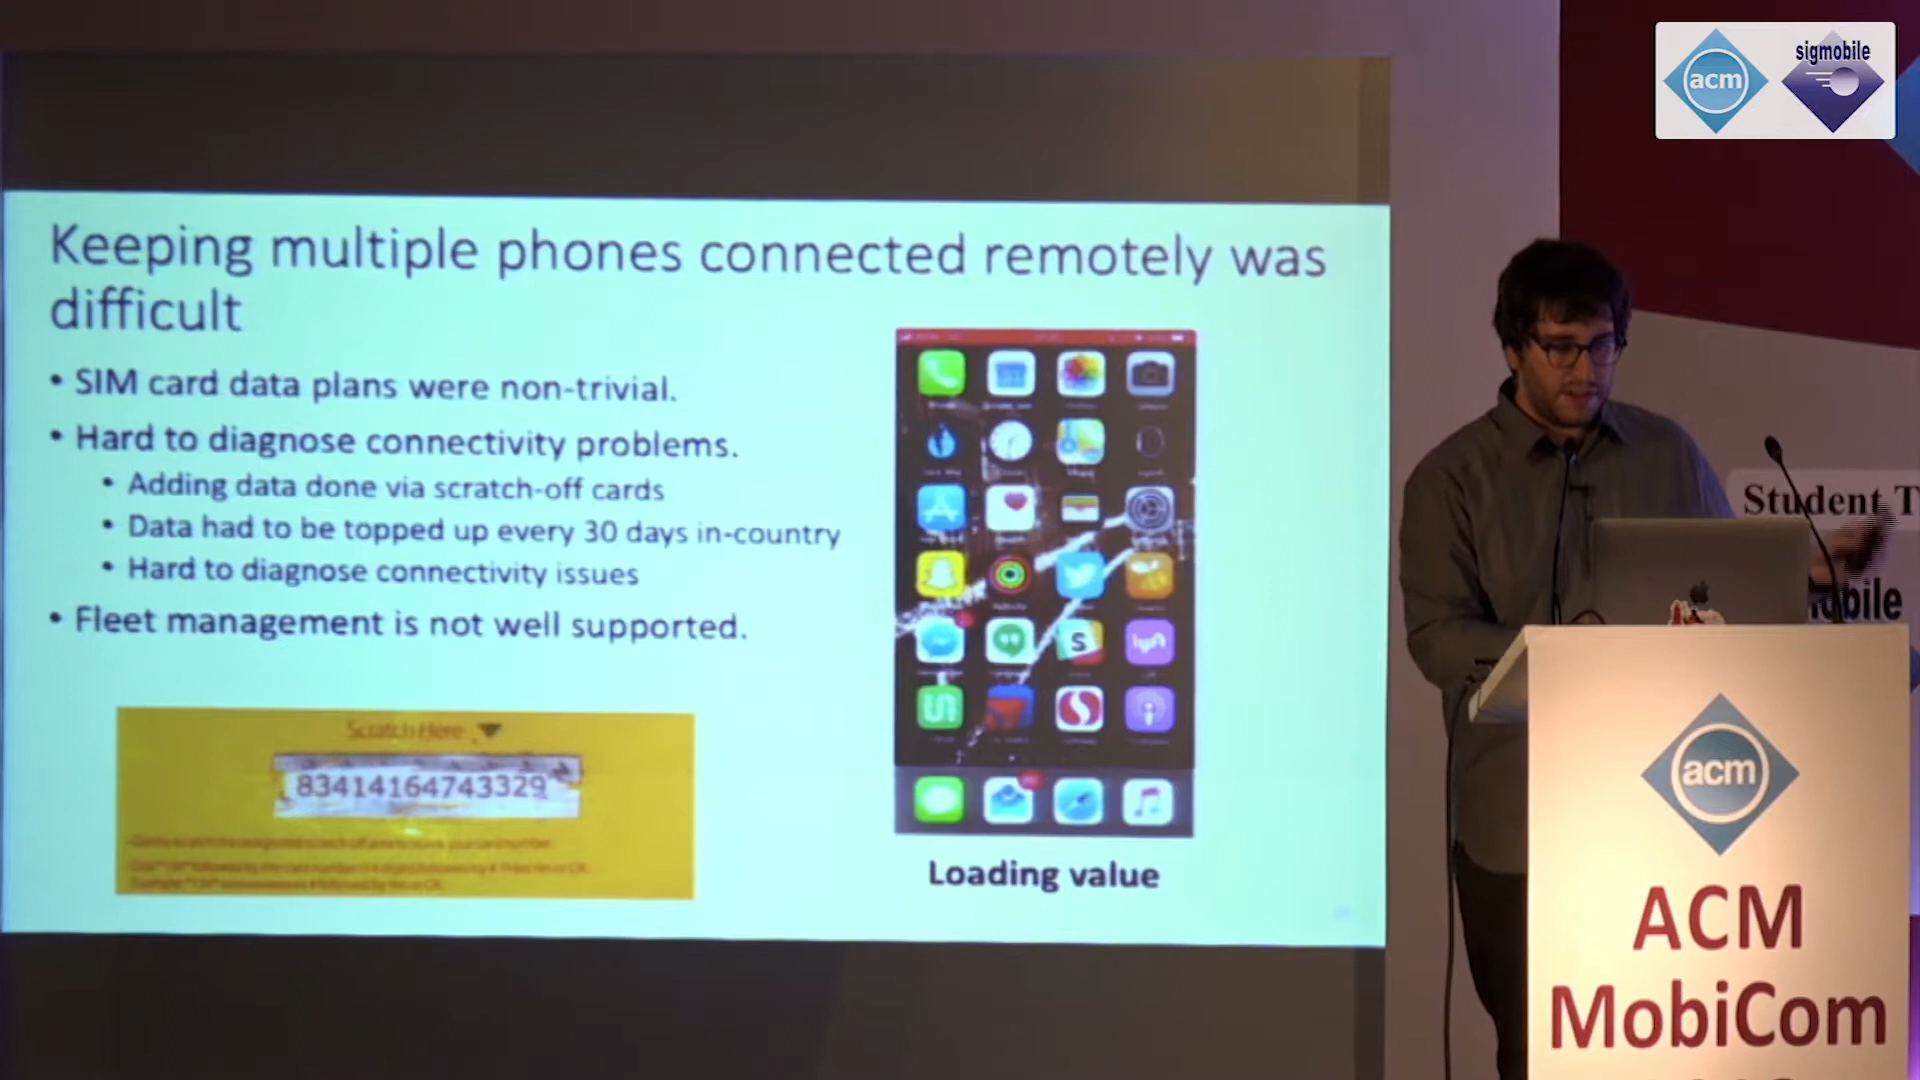 acm
sigmobile
Keeping multiple phones connected remotely was
difficult
• SIM card data plans were non-trivial.
• Hard to diagnose connectivity problems.
• Adding data done via scratch-off cards
• Data had to be topped up every 30 days in-country
• Hard to diagnose connectivity issues
• Fleet management is not well supported.
Scratch Here
83414164743329
S
lyft
Loading value
Student T
acm
ACM
MobiCom